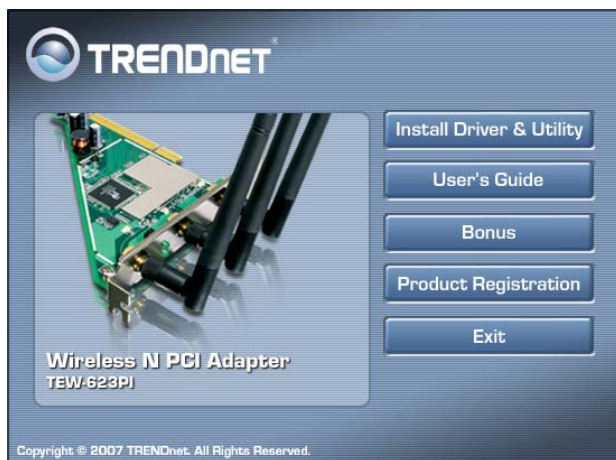 TRENDNET®
Install Driver & Utility
User's Guide
Bonus
Product Registration
Exit
Wireless N PCI Adapter
TEW-623PI
Copyright © 2007 TRENDnet. All Rights Reserved.